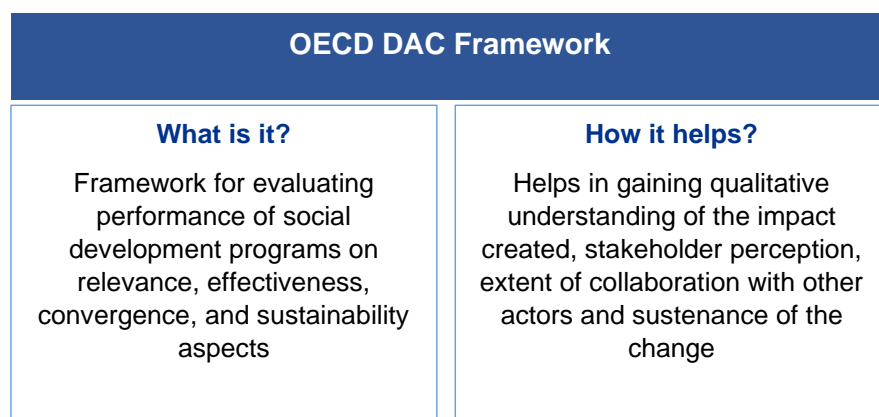 OECD DAC Framework
What is it?
Framework for evaluating
performance of social
development programs on
relevance, effectiveness,
convergence, and sustainability
aspects
How it helps?
Helps in gaining qualitative
understanding of the impact
created, stakeholder perception,
extent of collaboration with other
actors and sustenance of the
change